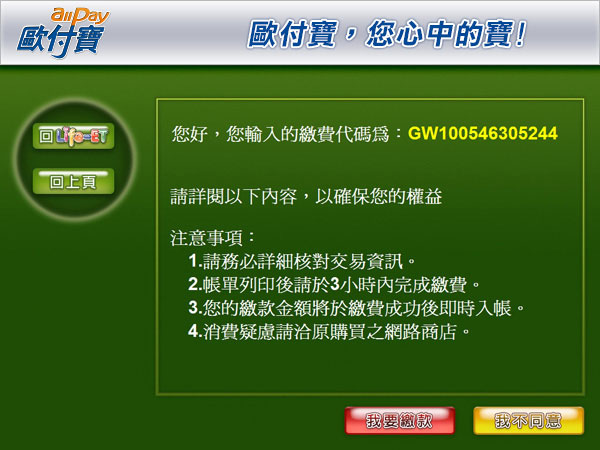 allPay
歐付寶
歐付寶，您心中的寶!
回Life-ET
回上頁
您好，您輸入的繳費代碼爲：GW100546305244
請詳閱以下內容，以確保您的權益
注意事項：
1.請務必詳細核對交易資訊。
2.帳單列印後請於3小時內完成繳費。
3.您的繳款金額將於繳費成功後即時入帳。
4.消費疑慮請洽原購買之網路商店。
我要繳款
我不同意